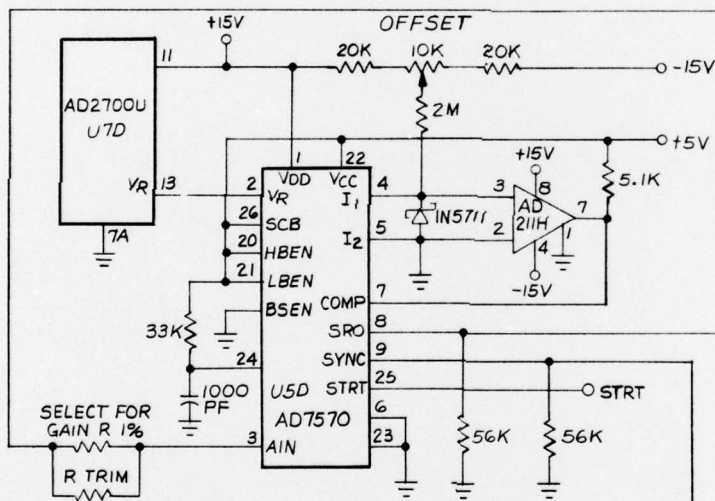 OFFSET
+15V
11
20K
10K
20K
-15V
AD2700U
U7D
2M
+5V
1
22
VDD
VCC
+15V
5.1K
VR
13
2
VR
4
I1
3
8
7
26
SCB
1N5711
AD
211H
1
20
HBEN
5
I2
2
4
7A
21
LBEN
-15V
BSEN
COMP
7
33K
SRO
8
SYNC
9
24
STRT
25
STRT
1000
PF
U5D
AD7570
6
SELECT FOR
GAIN R 1%
3
AIN
23
56K
56K
R TRIM